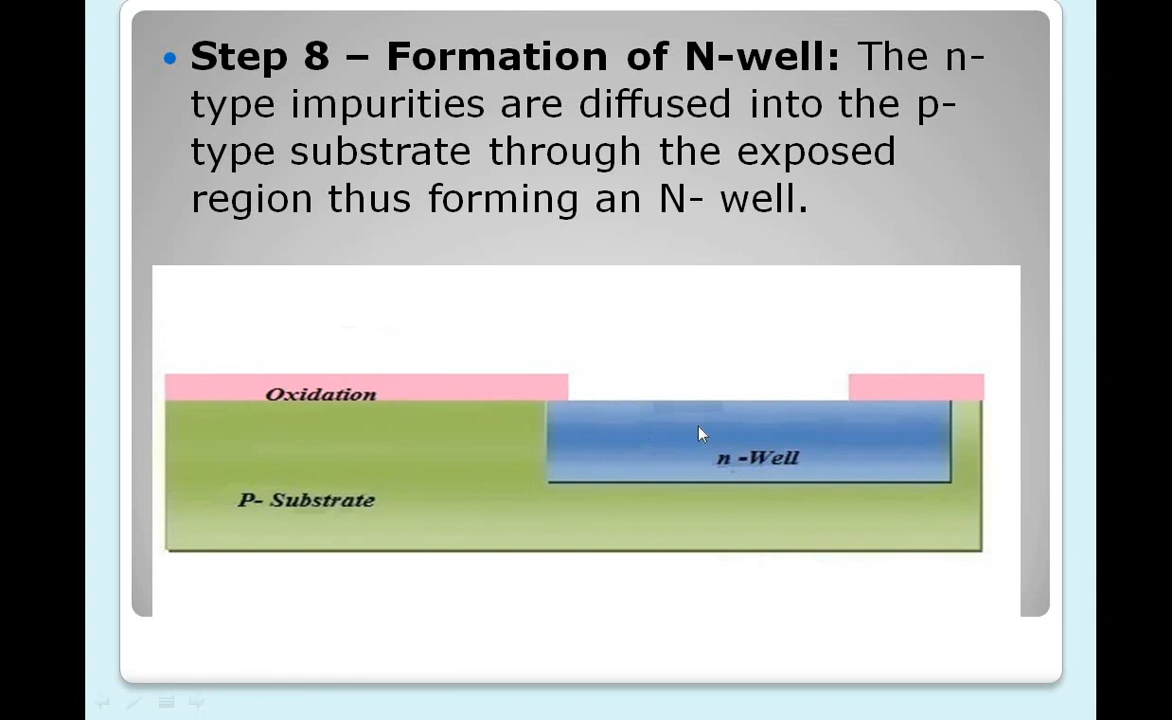 Step 8 – Formation of N-well: The n-
type impurities are diffused into the p-
type substrate through the exposed
region thus forming an N- well.
Oxidation
n -Well
P- Substrate